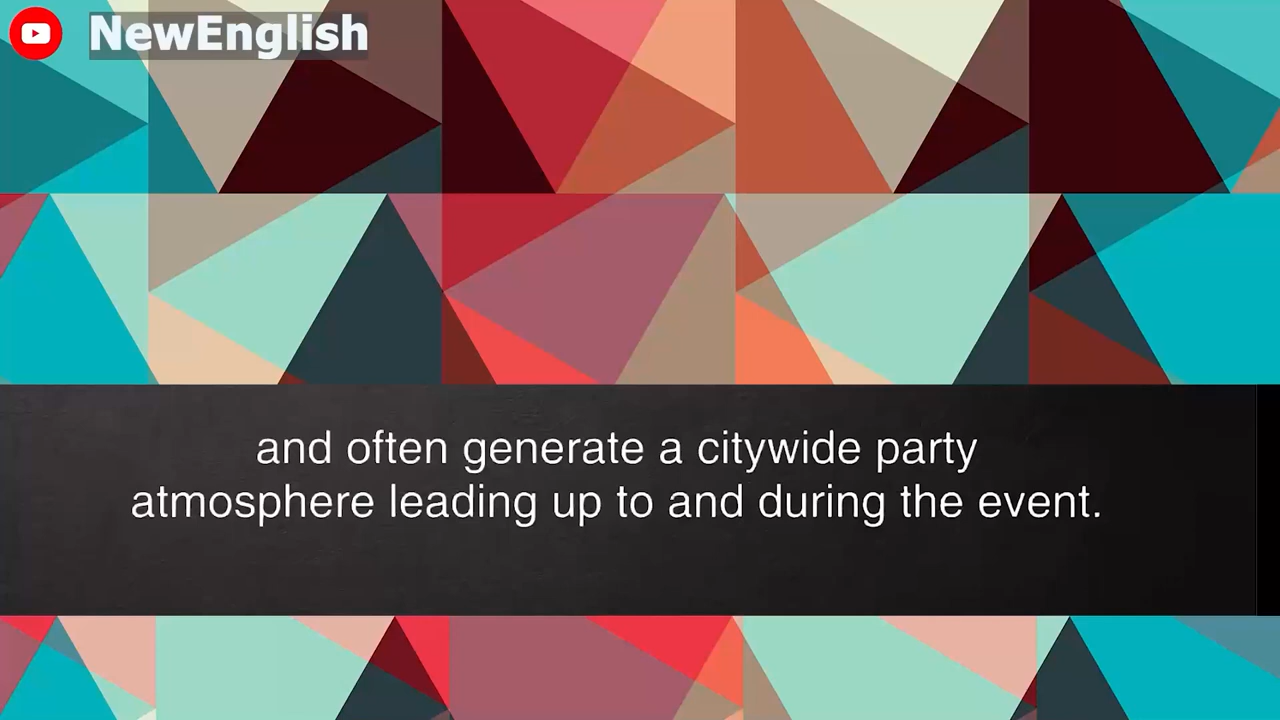 NewEnglish
and often generate a citywide party
atmosphere leading up to and during the event.